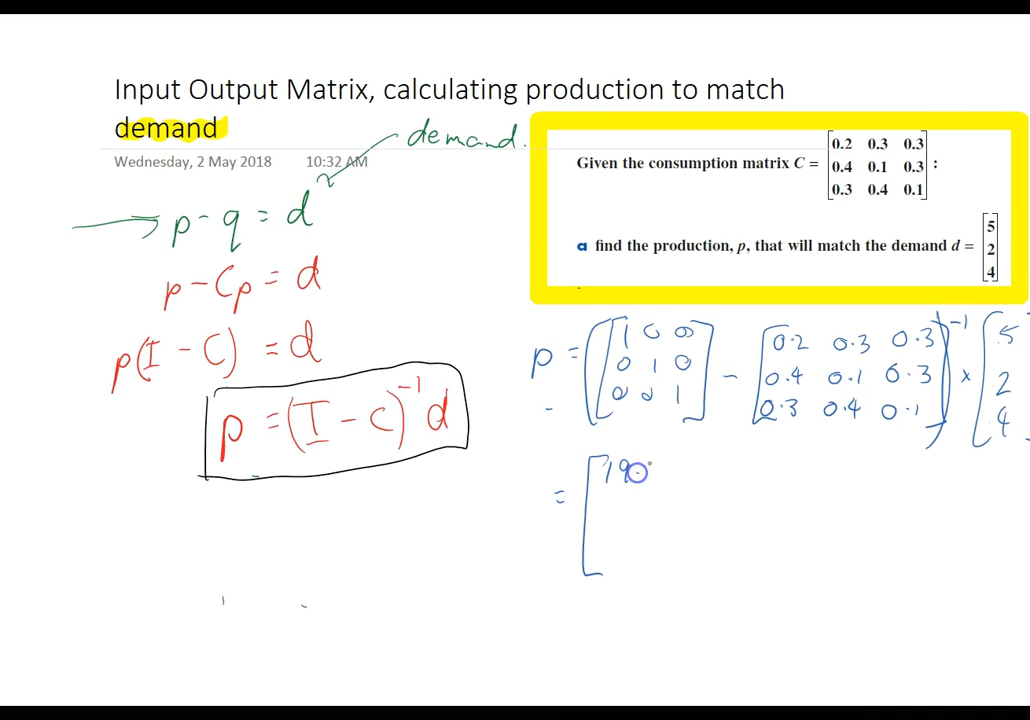 Input Output Matrix, calculating production to match
demand
Wednesday, 2 May 2018 10:32 AM
demand.
p - q = d
p - Cp = d
p(I - C) = d
p = (I - C)⁻¹ d
Given the consumption matrix C = [0.2 0.3 0.3
0.4 0.1 0.3
0.3 0.4 0.1] :
a find the production, p, that will match the demand d = [5
2
4]
p = ([1 0 0
0 1 0
0 0 1] - [0.2 0.3 0.3
0.4 0.1 0.3
0.3 0.4 0.1])⁻¹ × [5
2
4
= [19